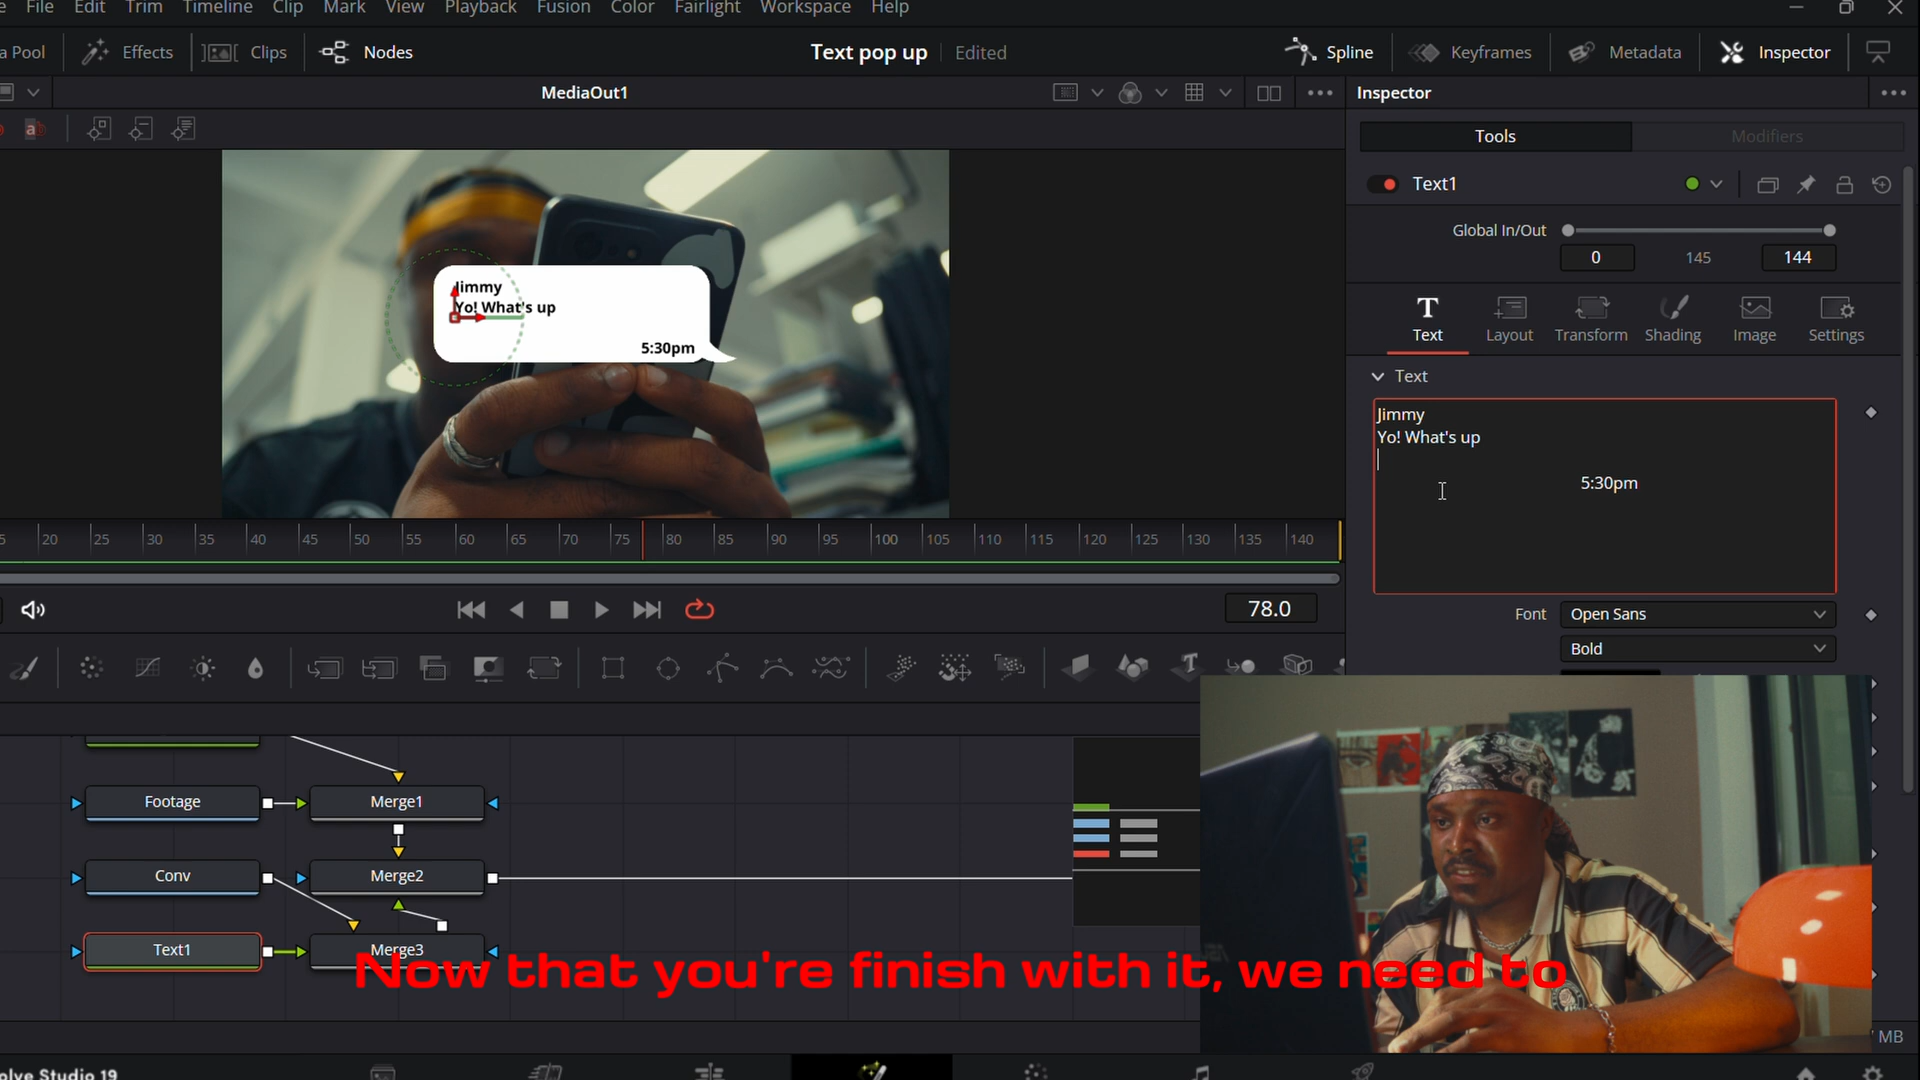 File Edit Trim Timeline Clip Mark View Playback Fusion Color Fairlight Workspace Help
a Pool Effects Clips Nodes Text pop up Edited Spline Keyframes Metadata Inspector
MediaOut1
Inspector
ab
Tools Modifiers
Text1
Global In/Out
0 145 144
Text Layout Transform Shading Image Settings
Text
Jimmy
Yo! What's up
5:30pm
Jimmy
Yo! What's up
5:30pm
20 25 30 35 40 45 50 55 60 65 70 75 80 85 90 95 100 105 110 115 120 125 130 135 140
78.0
Font Open Sans
Bold
Footage Merge1
Conv Merge2
Text1 Merge3
Now that you're finish with it, we need to
MB
olve Studio 19